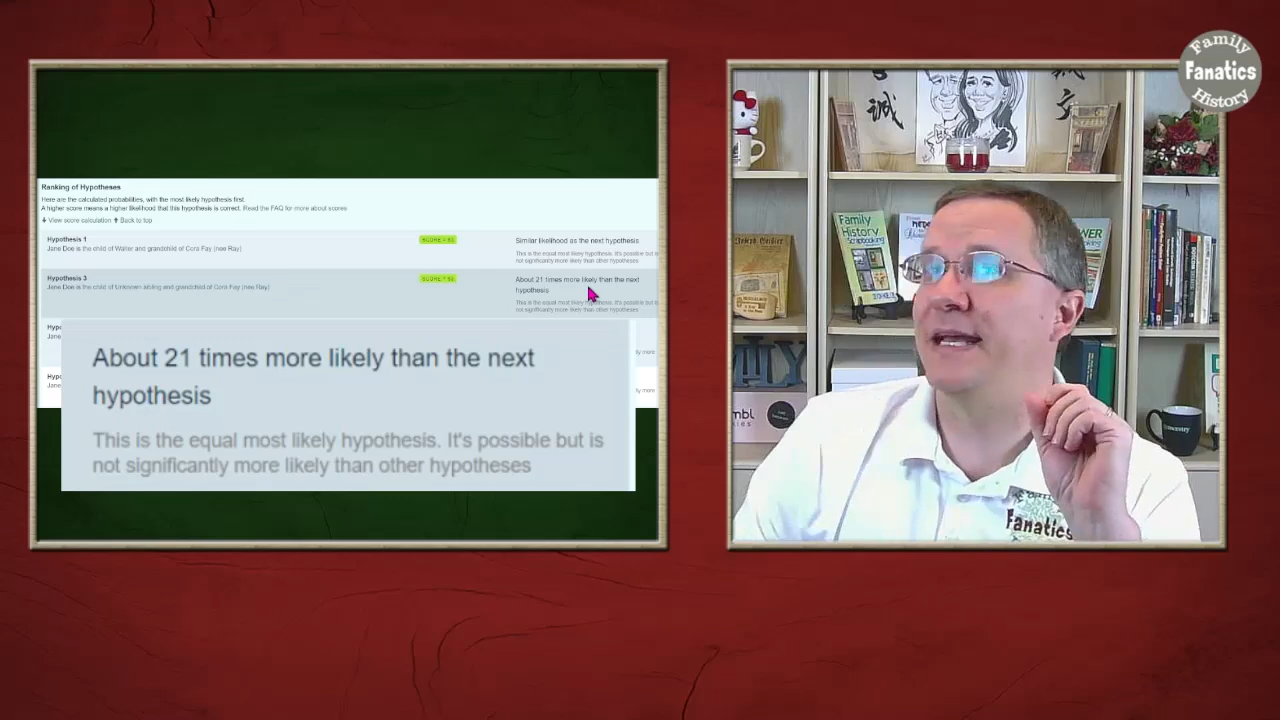 Family
Fanatics
History
Ranking of Hypotheses
Here are the calculated probabilities, with the most likely hypothesis first.
A higher score means a higher likelihood that this hypothesis is correct. Read the FAQ for more about scores
View score calculation Back to top
Hypothesis 1
Jane Doe is the child of Walter and grandchild of Cora Fay (nee Ray)
Similar likelihood as the next hypothesis
This is the equal most likely hypothesis. It's possible but is
not significantly more likely than other hypotheses
Hypothesis 3
Jane Doe is the child of Unknown sibling and grandchild of Cora Fay (nee Ray)
About 21 times more likely than the next
hypothesis
This is the equal most likely hypothesis. It's possible but is
not significantly more likely than other hypotheses
About 21 times more likely than the next
hypothesis
This is the equal most likely hypothesis. It's possible but is
not significantly more likely than other hypotheses
Family
History
Scrapbooking
Fanatics